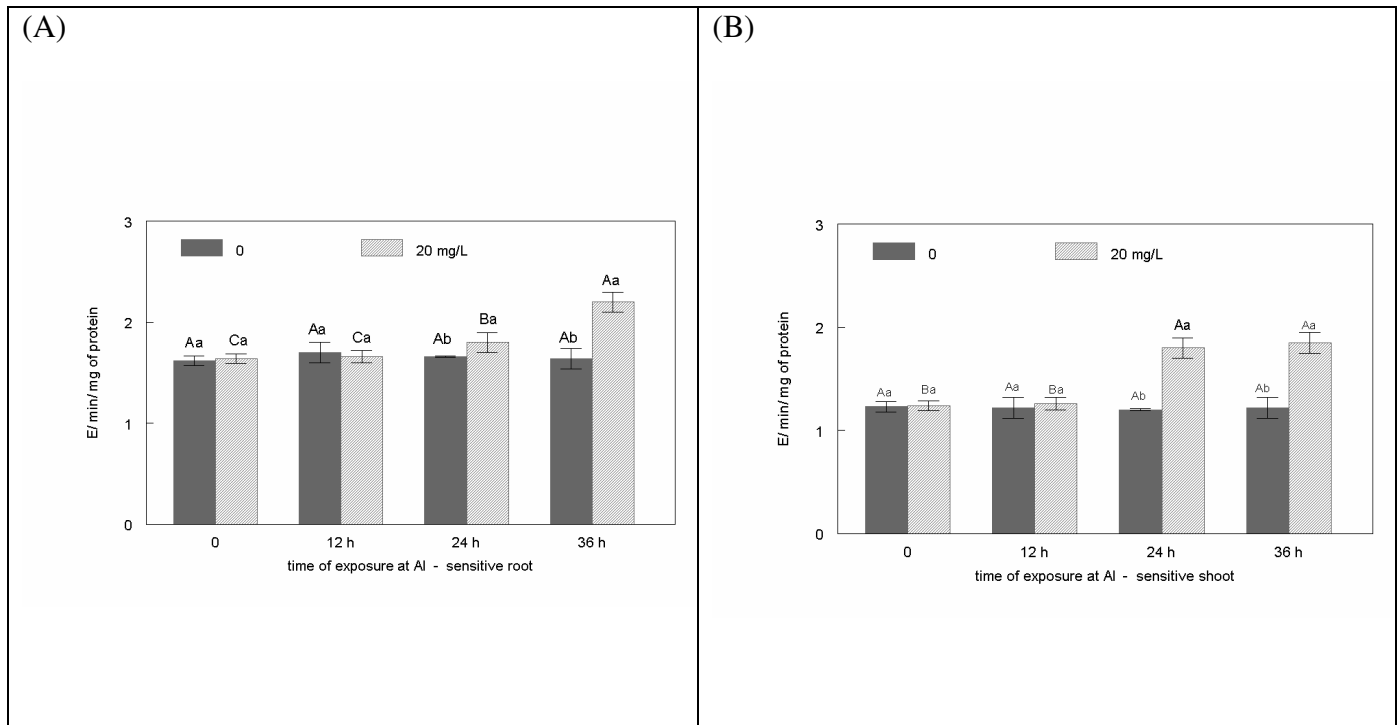 (A)
3
0
20 mg/L
Aa
Ca
Aa
Ca
Ab
Ba
Ab
Aa
2
1
0
E/ min/ mg of protein
0
12 h
24 h
36 h
time of exposure at Al - sensitive root
(B)
3
0
20 mg/L
Aa
Ba
Aa
Ba
Ab
Aa
Ab
Aa
2
1
0
E/ min/ mg of protein
0
12 h
24 h
36 h
time of exposure at Al - sensitive shoot